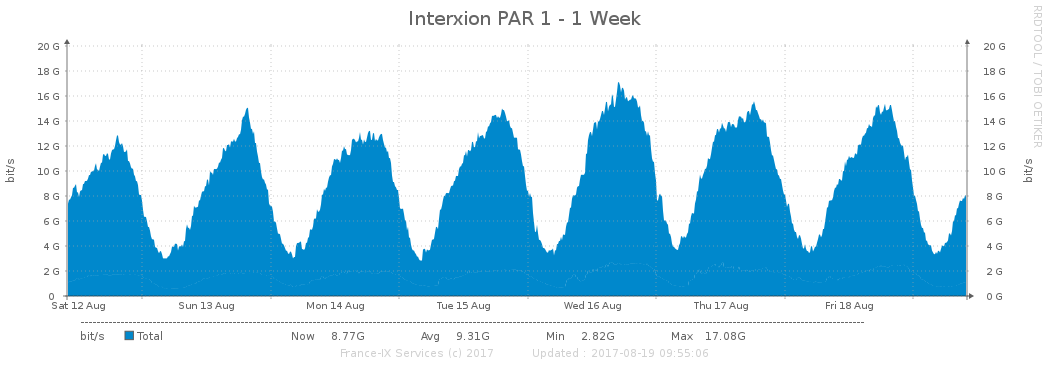 Interxion PAR 1 - 1 Week
RRDTOOL / TOBI OETIKER
20 G 20 G
18 G 18 G
16 G 16 G
14 G 14 G
12 G 12 G
10 G 10 G
8 G 8 G
6 G 6 G
4 G 4 G
2 G 2 G
0 0 G
bit/s bit/s
Sat 12 Aug Sun 13 Aug Mon 14 Aug Tue 15 Aug Wed 16 Aug Thu 17 Aug Fri 18 Aug
bit/s Total Now 8.77G Avg 9.31G Min 2.82G Max 17.08G
France-IX Services (c) 2017 Updated : 2017-08-19 09:55:06